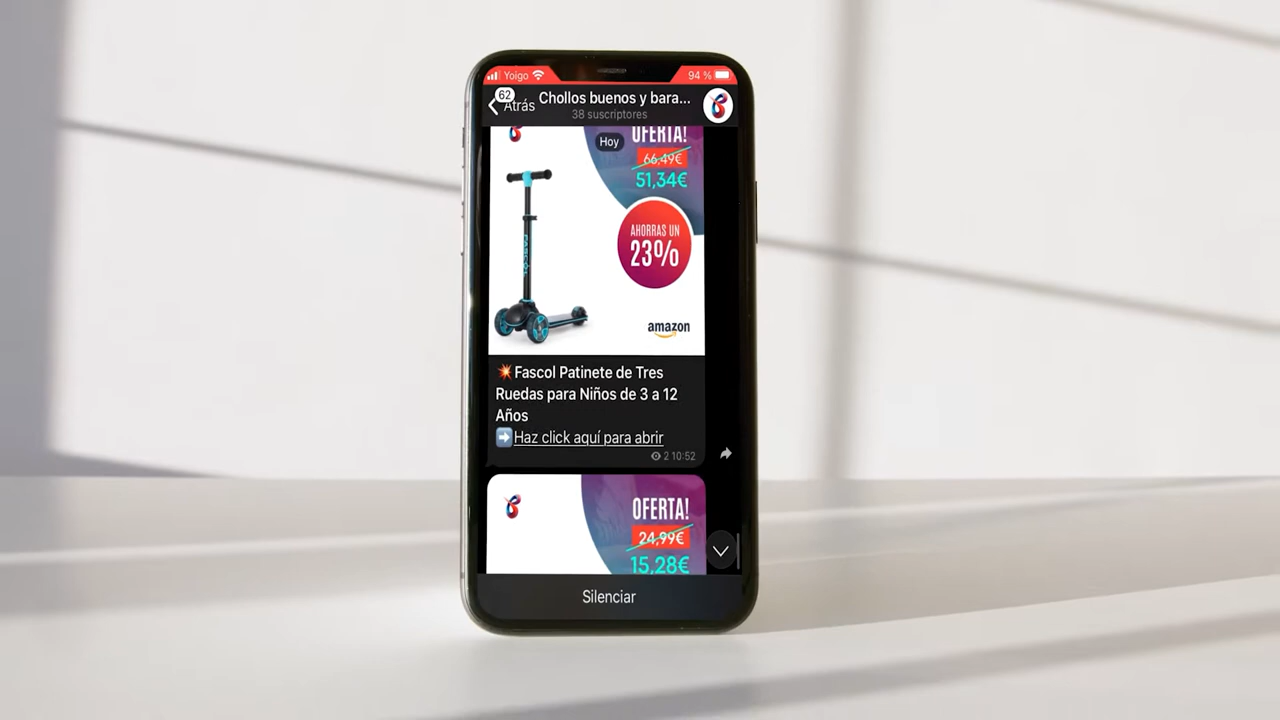 Yoigo
94 %
62
Atrás
Chollos buenos y bara...
38 suscriptores
Hoy
OFERTA!
66,49€
51,34€
AHORRAS UN
23%
FASCOL
amazon
💥Fascol Patinete de Tres
Ruedas para Niños de 3 a 12
Años
➡️Haz click aquí para abrir
2 10:52
OFERTA!
24,99€
15,28€
Silenciar